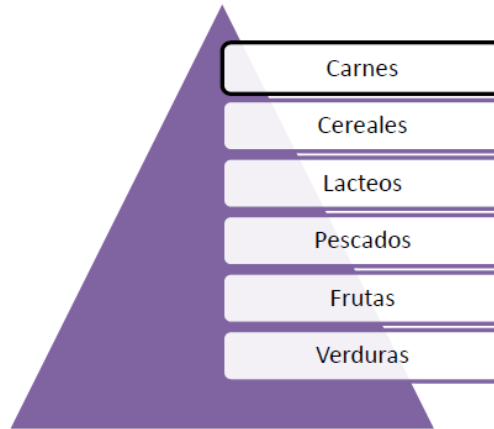 Carnes
Cereales
Lacteos
Pescados
Frutas
Verduras